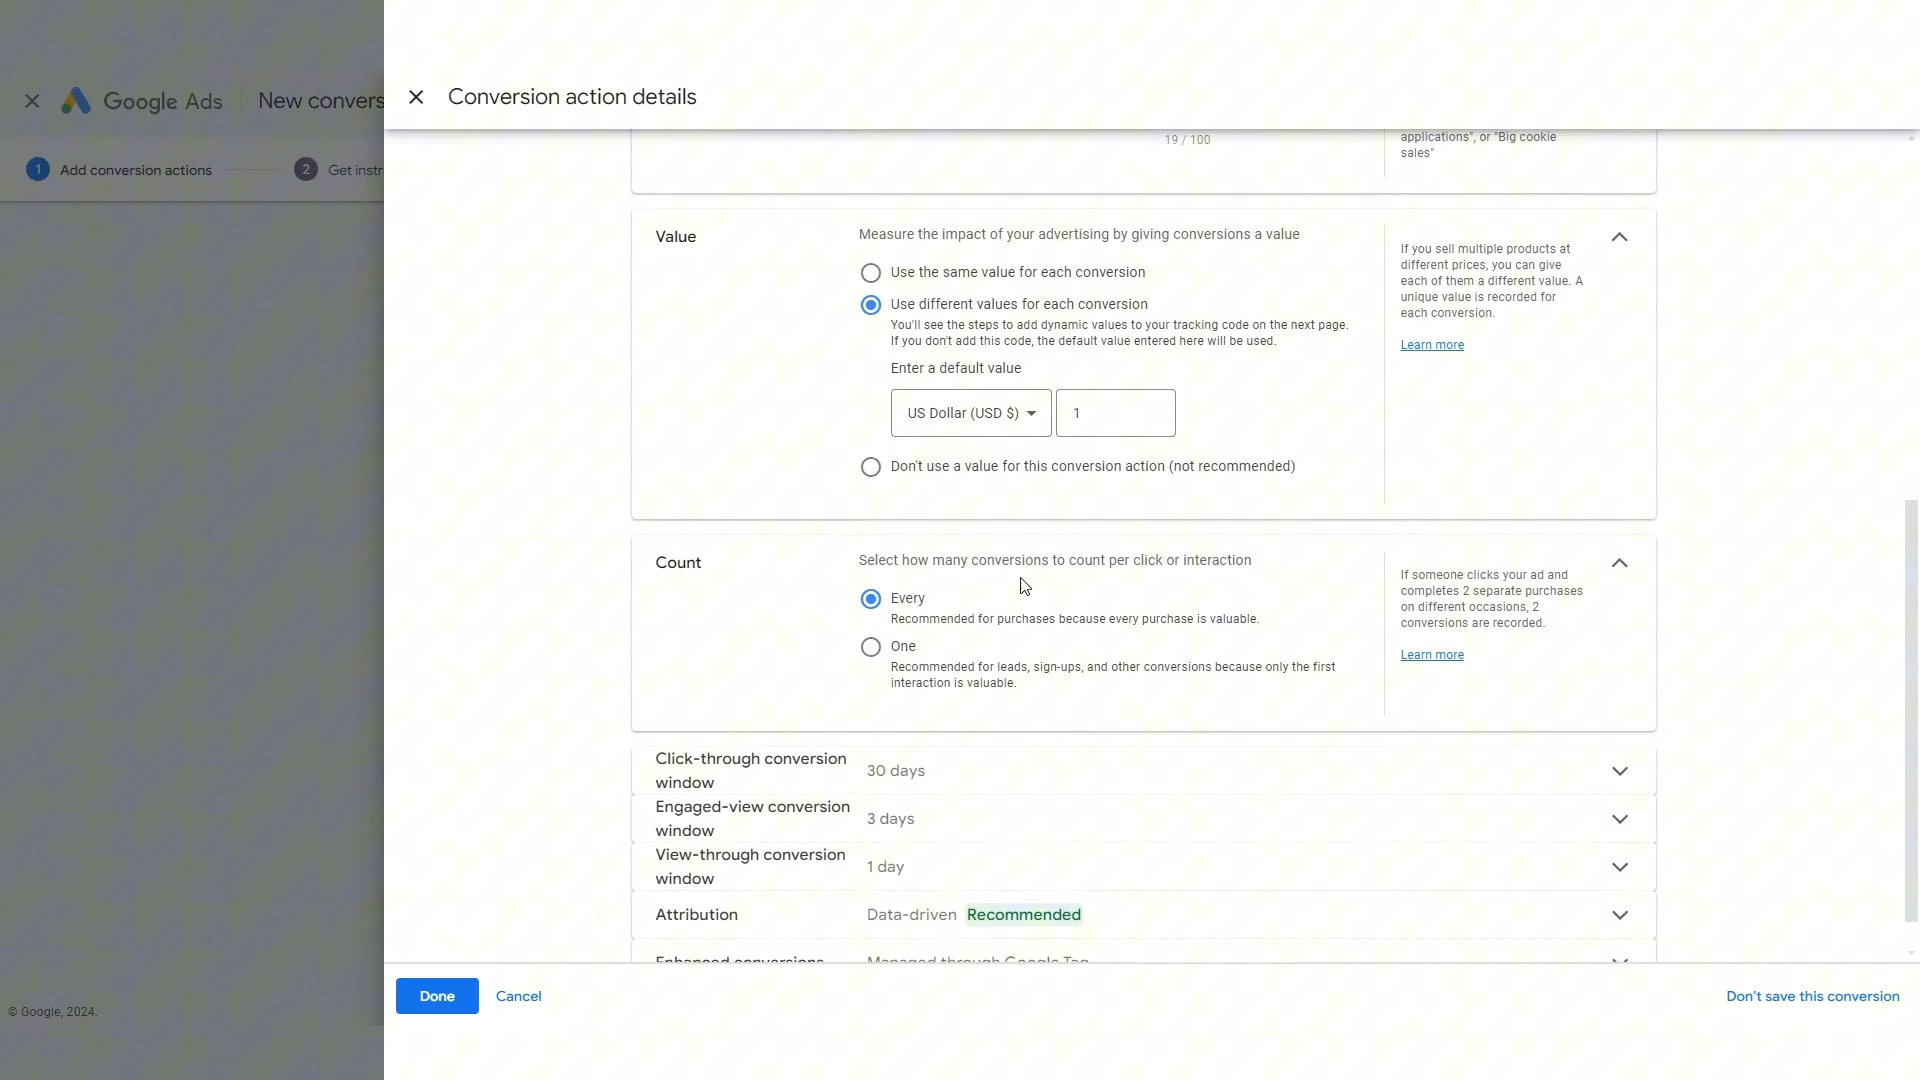 Google Ads
New convers
Conversion action details
1 Add conversion actions
2 Get instr
19 / 100
applications", or "Big cookie
sales"
Value
Measure the impact of your advertising by giving conversions a value
Use the same value for each conversion
Use different values for each conversion
You'll see the steps to add dynamic values to your tracking code on the next page.
If you don't add this code, the default value entered here will be used.
Enter a default value
US Dollar (USD $)
1
Don't use a value for this conversion action (not recommended)
If you sell multiple products at
different prices, you can give
each of them a different value. A
unique value is recorded for
each conversion.
Learn more
Count
Select how many conversions to count per click or interaction
Every
Recommended for purchases because every purchase is valuable.
One
Recommended for leads, sign-ups, and other conversions because only the first
interaction is valuable.
If someone clicks your ad and
completes 2 separate purchases
on different occasions, 2
conversions are recorded.
Learn more
Click-through conversion
window
30 days
Engaged-view conversion
window
3 days
View-through conversion
window
1 day
Attribution
Data-driven Recommended
Enhanced conversions
Managed through Google Tag
Done
Cancel
Don't save this conversion
© Google, 2024.